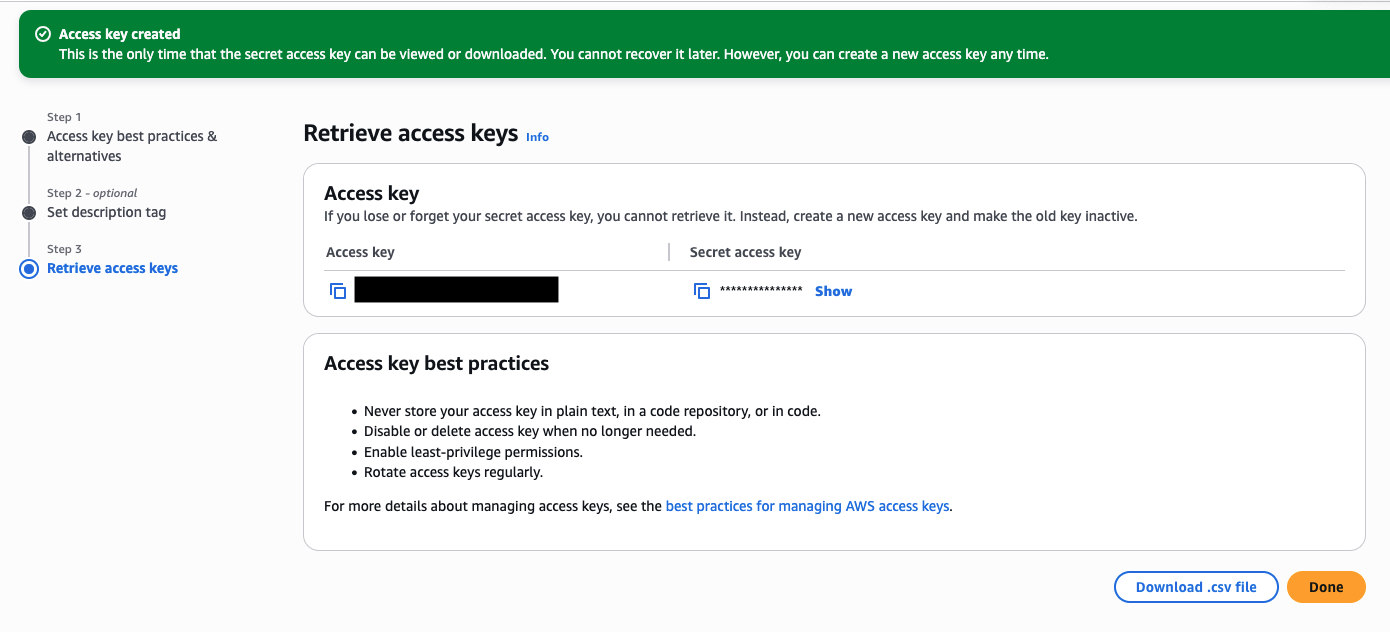 Access key created
This is the only time that the secret access key can be viewed or downloaded. You cannot recover it later. However, you can create a new access key any time.
Step 1
Access key best practices &
alternatives
Step 2 - optional
Set description tag
Step 3
Retrieve access keys
Retrieve access keys Info
Access key
If you lose or forget your secret access key, you cannot retrieve it. Instead, create a new access key and make the old key inactive.
Access key Secret access key
*************** Show
Access key best practices
• Never store your access key in plain text, in a code repository, or in code.
• Disable or delete access key when no longer needed.
• Enable least-privilege permissions.
• Rotate access keys regularly.
For more details about managing access keys, see the best practices for managing AWS access keys.
Download .csv file Done